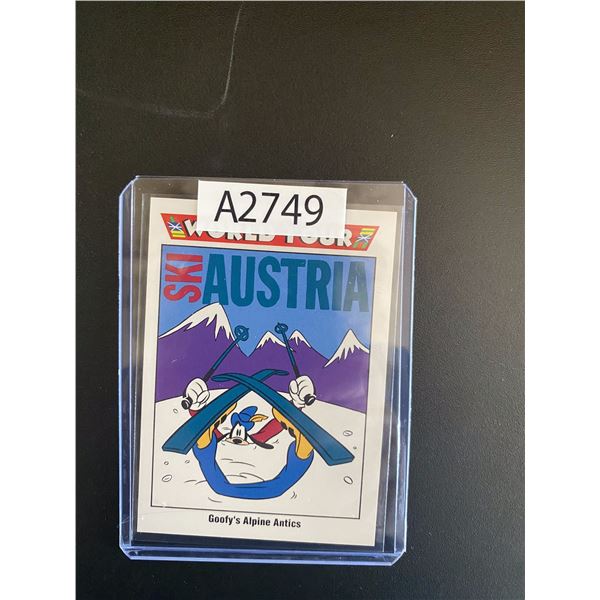 A2749
WORLD TOUR
SKI AUSTRIA
Goofy's Alpine Antics